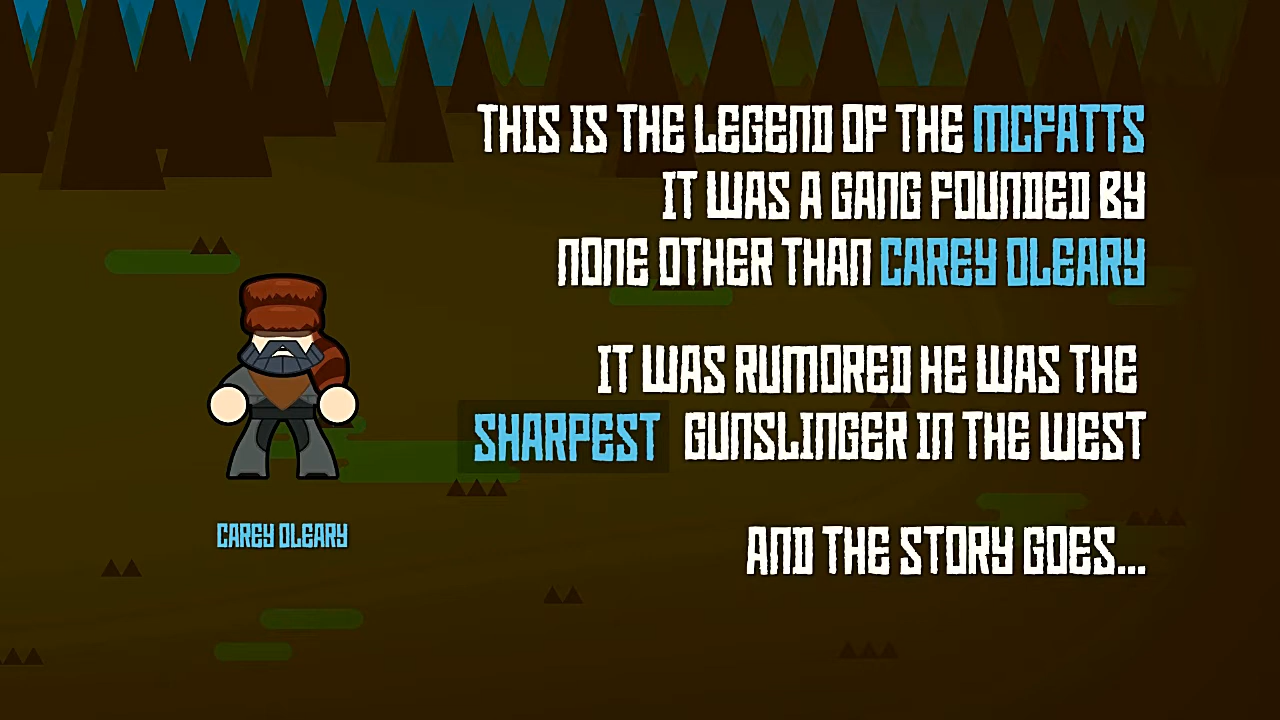 THIS IS THE LEGEND OF THE MCFATTS
IT WAS A GANG FOUNDED BY
NONE OTHER THAN CAREY OLEARY
IT WAS RUMORED HE WAS THE
SHARPEST GUNSLINGER IN THE WEST
AND THE STORY GOES...
CAREY OLEARY